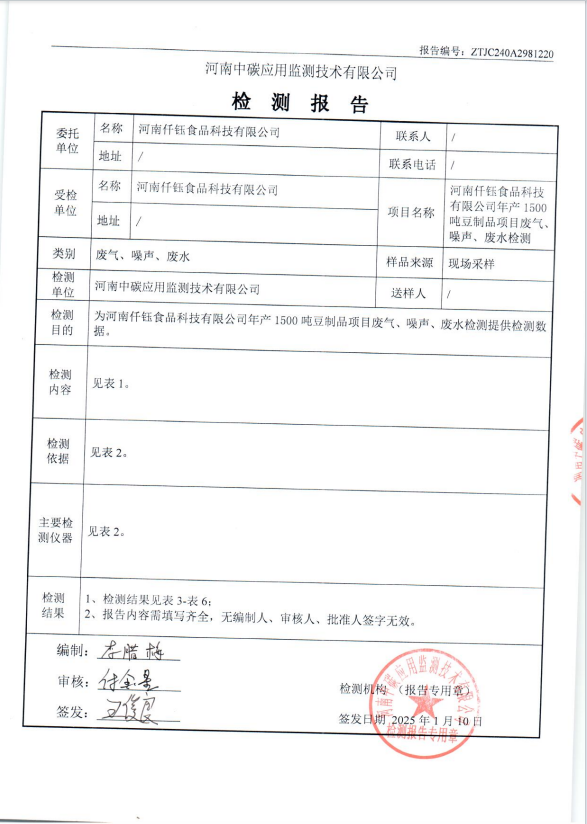 报告编号：ZTJC240A2981220
河南中碳应用监测技术有限公司
检 测 报 告
委托单位 名称 河南仟钰食品科技有限公司 联系人 /
地址 / 联系电话 /
受检单位 名称 河南仟钰食品科技有限公司 项目名称 河南仟钰食品科技
有限公司年产 1500
吨豆制品项目废气、
噪声、废水检测
地址 /
类别 废气、噪声、废水 样品来源 现场采样
检测单位 河南中碳应用监测技术有限公司 送样人 /
检测目的 为河南仟钰食品科技有限公司年产 1500 吨豆制品项目废气、噪声、废水检测提供检测数
据。
检测内容 见表 1。
检测依据 见表 2。
主要检测仪器 见表 2。
检测结果 1、检测结果见表 3-表 6；
2、报告内容需填写齐全，无编制人、审核人、批准人签字无效。
编制：李腊梅
审核：
签发：
检测机构 （报告专用章）
签发日期 2025 年 1 月 10 日
河南中碳应用监测技术有限公司
检测报告专用章